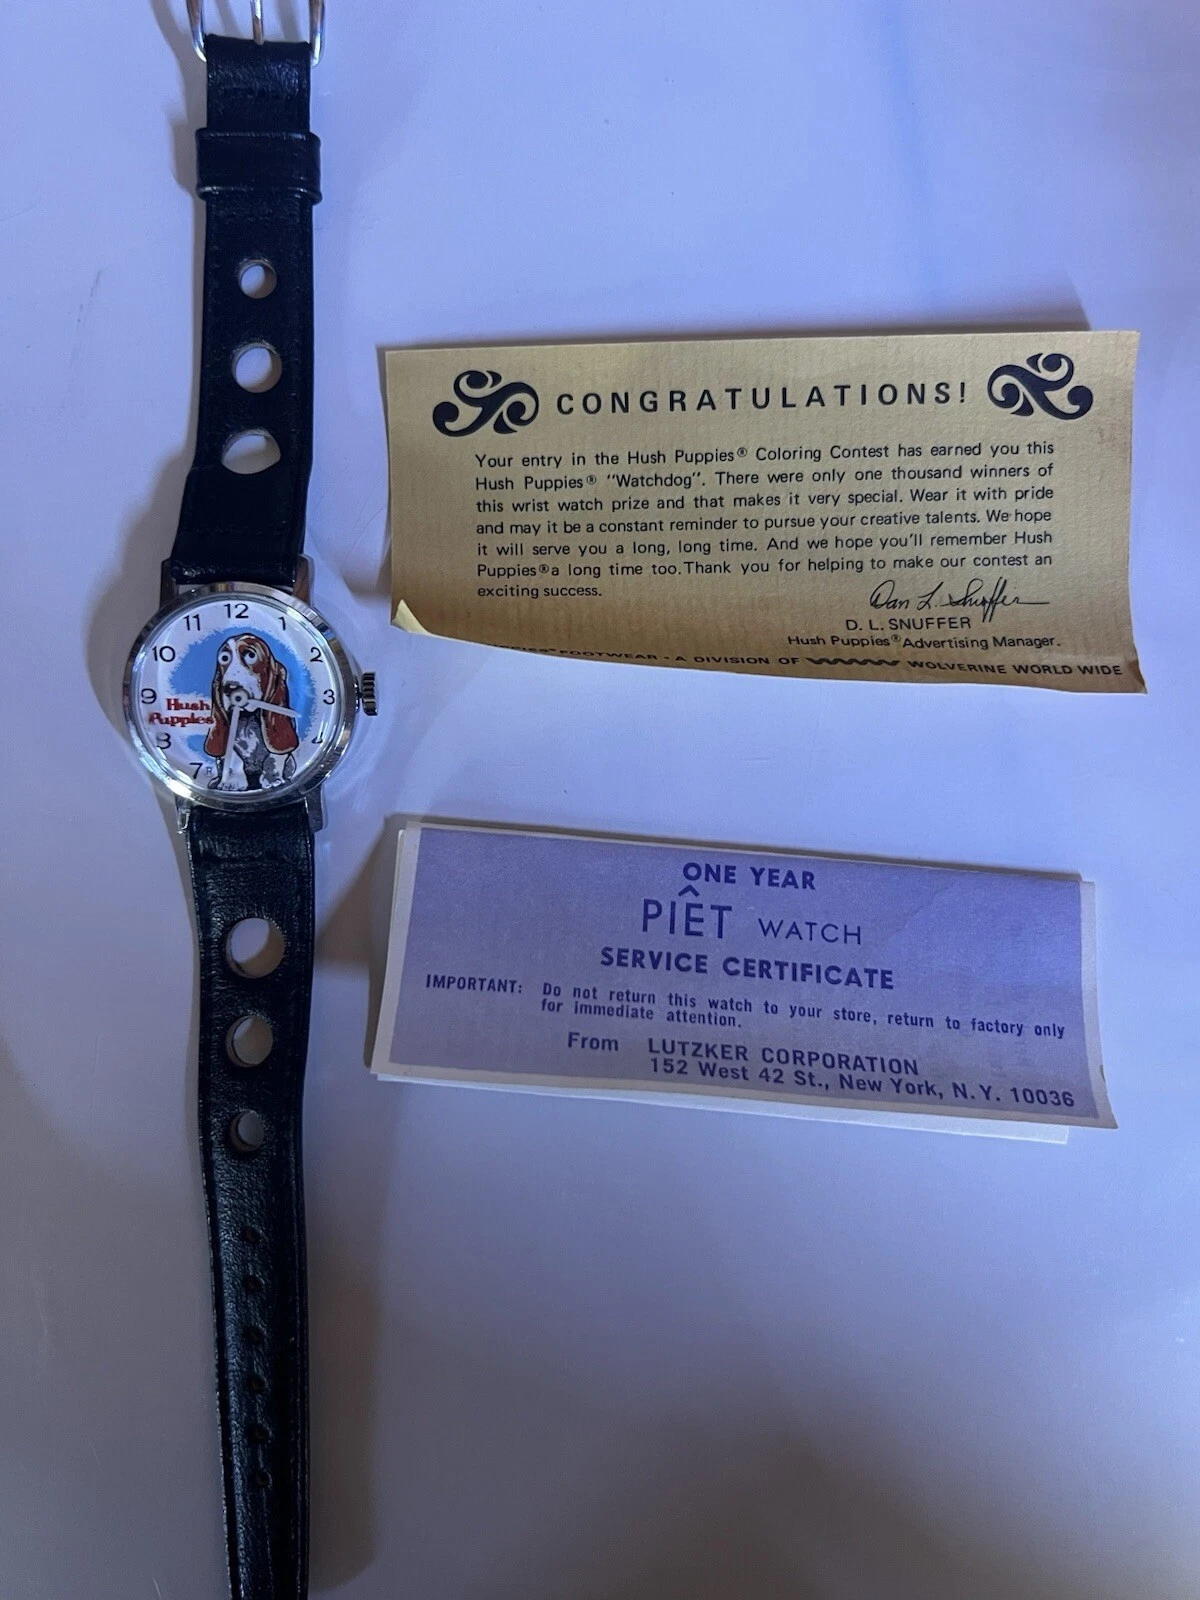 12
11
1
10
2
9
3
Hush
Puppies
8
4
7
CONGRATULATIONS!
Your entry in the Hush Puppies® Coloring Contest has earned you this
Hush Puppies® "Watchdog". There were only one thousand winners of
this wrist watch prize and that makes it very special. Wear it with pride
and may it be a constant reminder to pursue your creative talents. We hope
it will serve you a long, long time. And we hope you'll remember Hush
Puppies® a long time too. Thank you for helping to make our contest an
exciting success.
Dan L. Snuffer
D. L. SNUFFER
Hush Puppies® Advertising Manager.
FOOTWEAR - A DIVISION OF WOLVERINE WORLD WIDE
ONE YEAR
PIÊT WATCH
SERVICE CERTIFICATE
IMPORTANT: Do not return this watch to your store, return to factory only
for immediate attention.
From LUTZKER CORPORATION
152 West 42 St., New York, N.Y. 10036